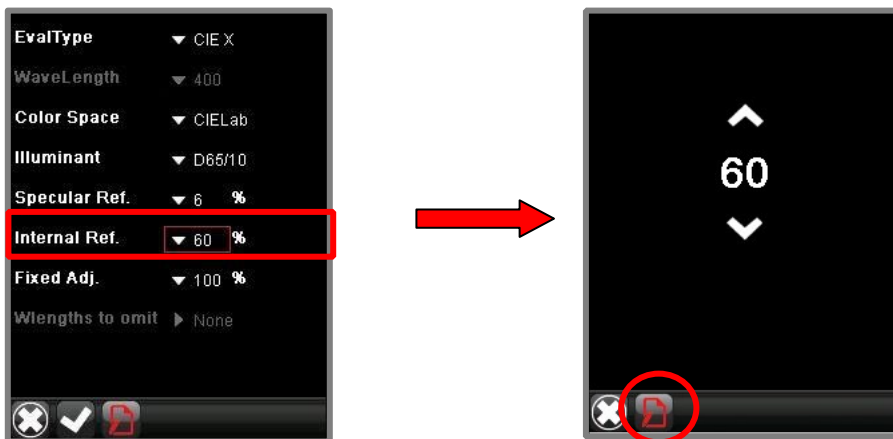 EvalType CIE X
WaveLength 400
Color Space CIELab
Illuminant D65/10
Specular Ref. 6 %
Internal Ref. 60 %
Fixed Adj. 100 %
Wlengths to omit None
60